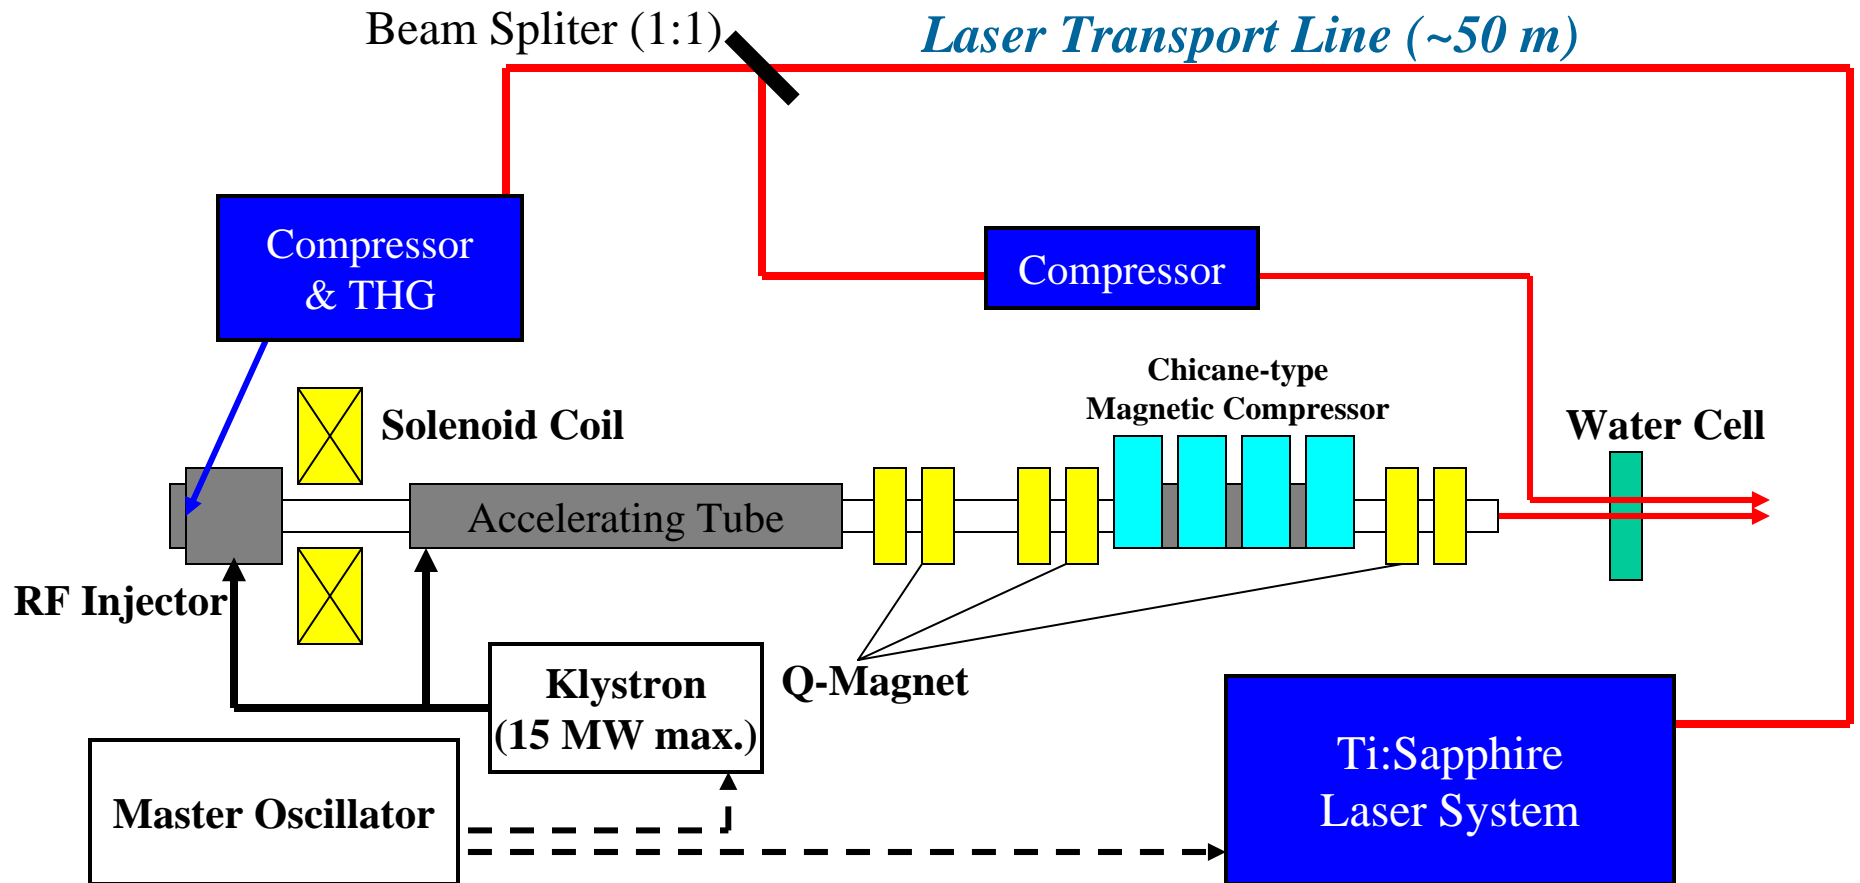 Beam Spliter (1:1)
Laser Transport Line (~50 m)
Compressor
& THG
Compressor
Chicane-type
Magnetic Compressor
Solenoid Coil
Water Cell
Accelerating Tube
RF Injector
Klystron
(15 MW max.)
Q-Magnet
Master Oscillator
Ti:Sapphire
Laser System